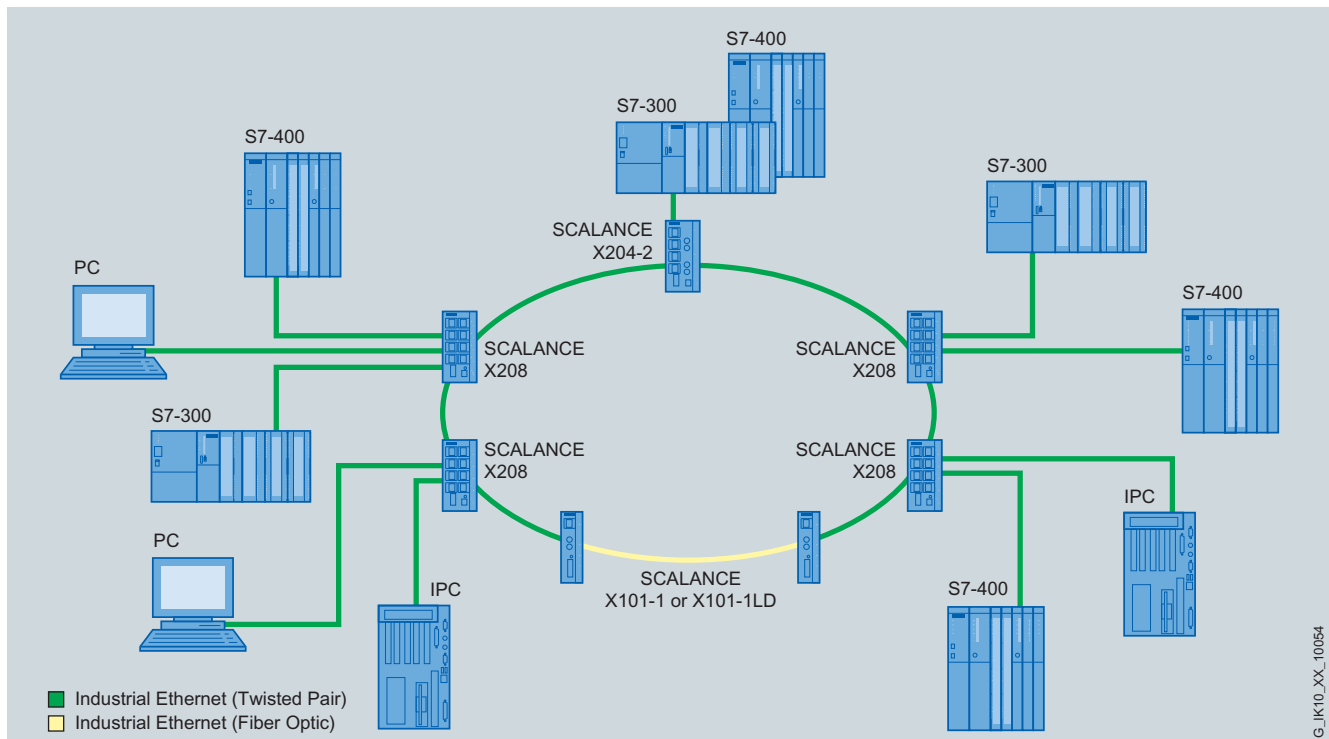 S7-400
S7-300
S7-400
S7-300
SCALANCE
X204-2
PC
S7-400
SCALANCE
X208
SCALANCE
X208
S7-300
SCALANCE
X208
SCALANCE
X208
IPC
PC
SCALANCE
X101-1 or X101-1LD
IPC
S7-400
Industrial Ethernet (Twisted Pair)
Industrial Ethernet (Fiber Optic)
G_IK10_XX_10054